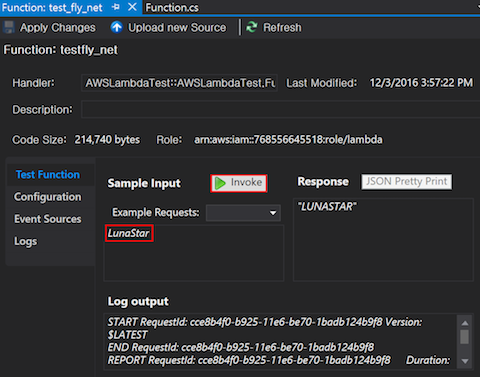 Function: test_fly_net Function.cs
Apply Changes Upload new Source Refresh
Function: testfly_net
Handler: AWSLambdaTest::AWSLambdaTest.Fu Last Modified: 12/3/2016 3:57:22 PM
Description:
Code Size: 214,740 bytes Role: arn:aws:iam::768556645518:role/lambda
Test Function
Configuration
Event Sources
Logs
Sample Input Invoke Response JSON Pretty Print
Example Requests:
LunaStar
"LUNASTAR"
Log output
START RequestId: cce8b4f0-b925-11e6-be70-1badb124b9f8 Version:
$LATEST
END RequestId: cce8b4f0-b925-11e6-be70-1badb124b9f8
REPORT RequestId: cce8b4f0-b925-11e6-be70-1badb124b9f8 Duration: